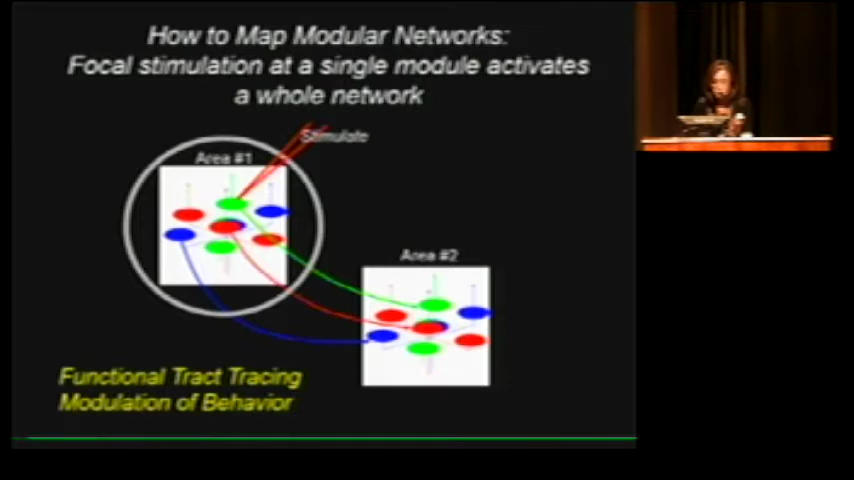 How to Map Modular Networks:
Focal stimulation at a single module activates
a whole network
Stimulate
Area #1
Area #2
Functional Tract Tracing
Modulation of Behavior